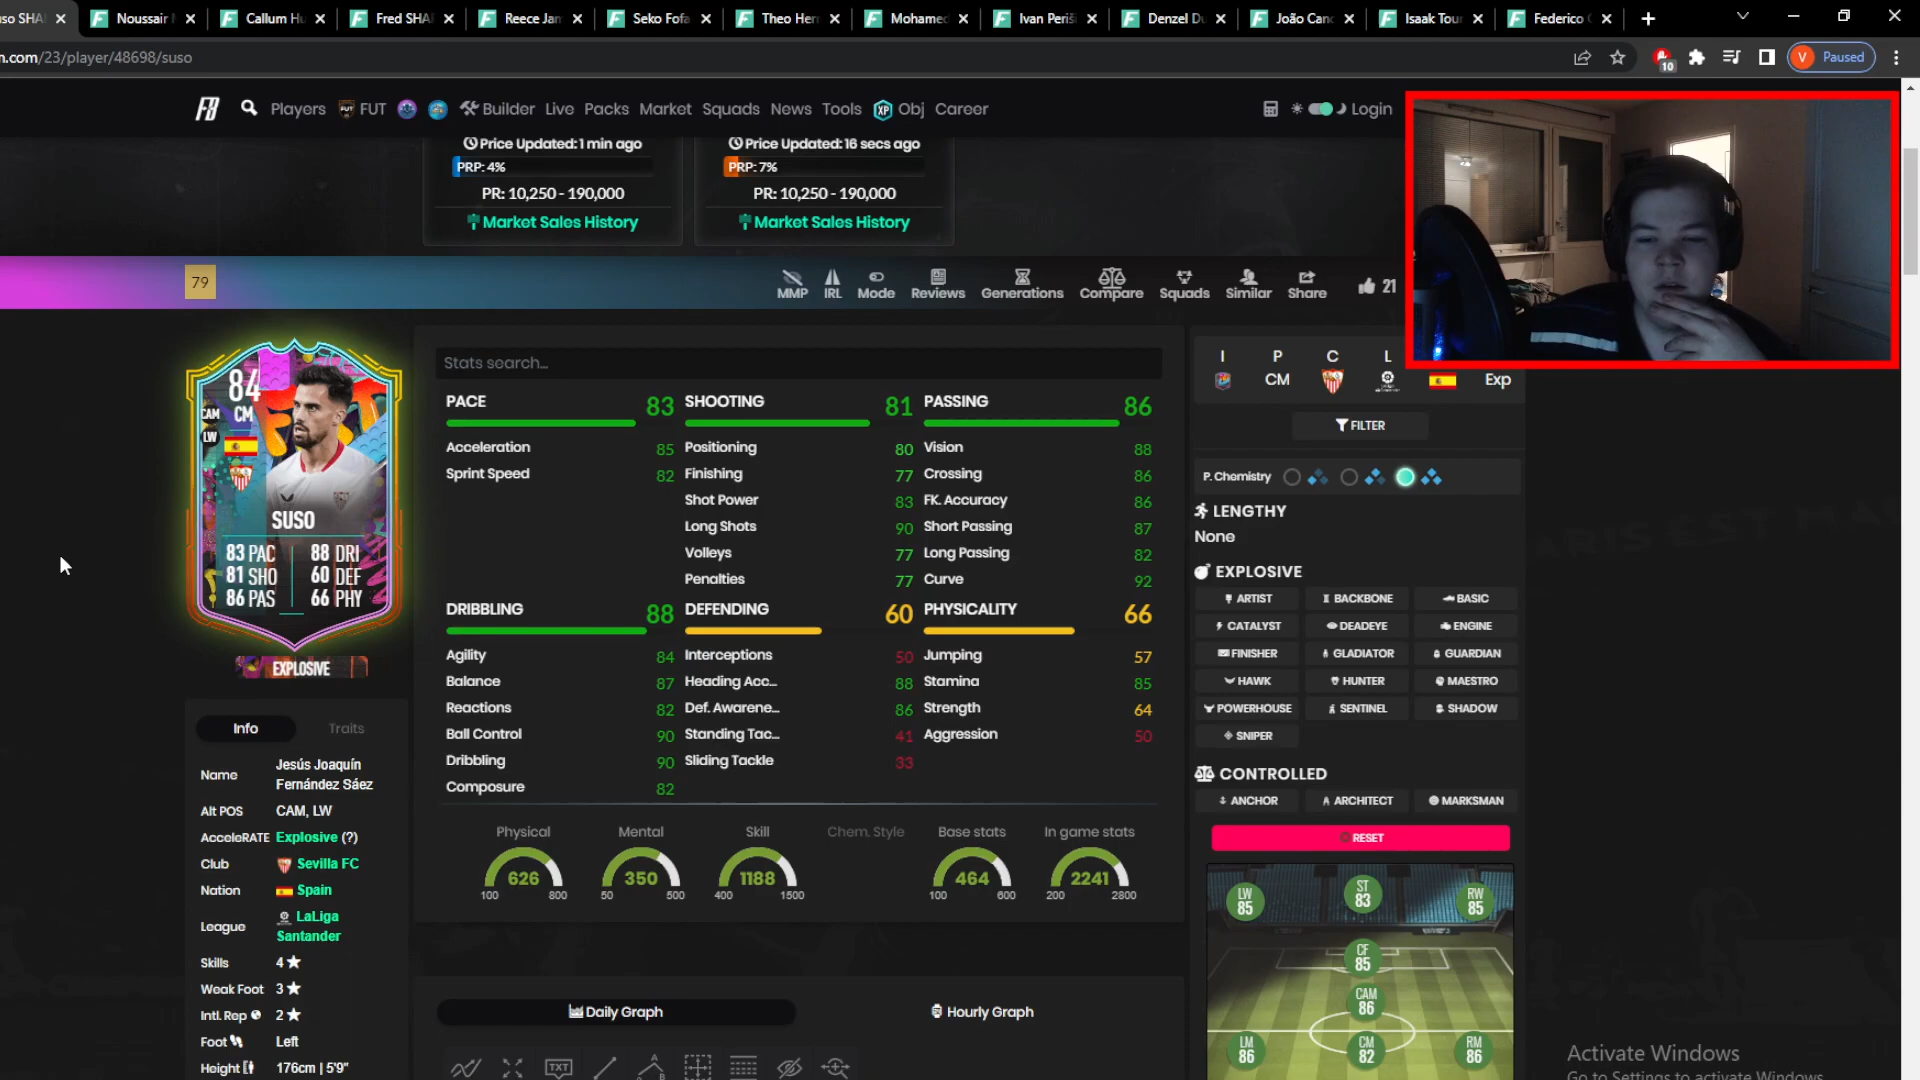 uso SHA
Noussair
Callum Hu
Fred SHA
Reece Jam
Seko Fofa
Theo Her
Mohamed
Ivan Periš
Denzel Du
João Canc
Isaak Tour
Federico
m.com/23/player/48698/suso
10
V Paused
Players FUT Builder Live Packs Market Squads News Tools XP Obj Career Login
Price Updated: 1 min ago
PRP: 4%
PR: 10,250 - 190,000
Market Sales History
Price Updated: 16 secs ago
PRP: 7%
PR: 10,250 - 190,000
Market Sales History
79
MMP IRL Mode Reviews Generations Compare Squads Similar Share 21
84
CM
CAM
LW
SUSO
83 PAC 88 DRI
81 SHO 60 DEF
86 PAS 66 PHY
EXPLOSIVE
Info Traits
Name Jesús Joaquín Fernández Sáez
Alt POS CAM, LW
AcceleRATE Explosive (?)
Club Sevilla FC
Nation Spain
League LaLiga Santander
Skills 4★
Weak Foot 3★
Intl. Rep 2★
Foot Left
Height 176cm | 5'9"
Stats search...
PACE 83
Acceleration 85
Sprint Speed 82
SHOOTING 81
Positioning 80
Finishing 77
Shot Power 83
Long Shots 90
Volleys 77
Penalties 77
PASSING 86
Vision 88
Crossing 86
FK. Accuracy 86
Short Passing 87
Long Passing 82
Curve 92
DRIBBLING 88
Agility 84
Balance 87
Reactions 82
Ball Control 90
Dribbling 90
Composure 82
DEFENDING 60
Interceptions 50
Heading Acc... 88
Def. Awarene... 86
Standing Tac... 41
Sliding Tackle 33
PHYSICALITY 66
Jumping 57
Stamina 85
Strength 64
Aggression 50
Physical Mental Skill Chem. Style Base stats In game stats
626 350 1188 464 2241
100 800 50 500 400 1500 100 600 200 2800
Daily Graph Hourly Graph
TXT
I P C L
CM Exp
FILTER
P. Chemistry
LENGTHY
None
EXPLOSIVE
ARTIST BACKBONE BASIC
CATALYST DEADEYE ENGINE
FINISHER GLADIATOR GUARDIAN
HAWK HUNTER MAESTRO
POWERHOUSE SENTINEL SHADOW
SNIPER
CONTROLLED
ANCHOR ARCHITECT MARKSMAN
RESET
LW 85
ST 83
RW 85
CF 85
CAM 86
LM 86
CM 82
RM 86
Activate Windows
Go to Settings to activate Windows.